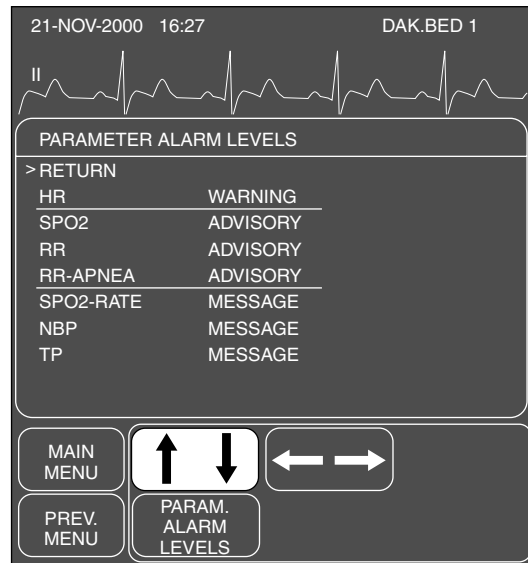 21-NOV-2000 16:27 DAK.BED 1
II
PARAMETER ALARM LEVELS
>RETURN
HR WARNING
SPO2 ADVISORY
RR ADVISORY
RR-APNEA ADVISORY
SPO2-RATE MESSAGE
NBP MESSAGE
TP MESSAGE
MAIN
MENU
PREV.
MENU
PARAM.
ALARM
LEVELS